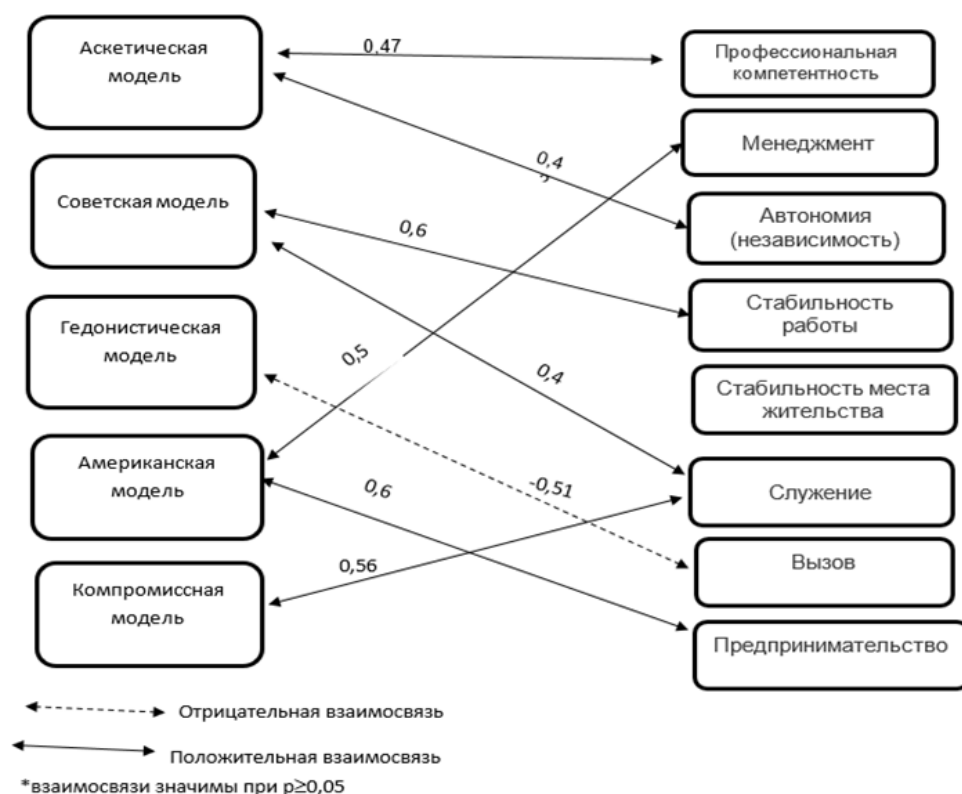 Аскетическая
модель
Советская модель
Гедонистическая
модель
Американская
модель
Компромиссная
модель
0,47
0,4
0,6
0,5
0,4
-0,51
0,6
0,56
Профессиональная
компетентность
Менеджмент
Автономия
(независимость)
Стабильность
работы
Стабильность места
жительства
Служение
Вызов
Предпринимательство
Отрицательная взаимосвязь
Положительная взаимосвязь
*взаимосвязи значимы при p≥0,05